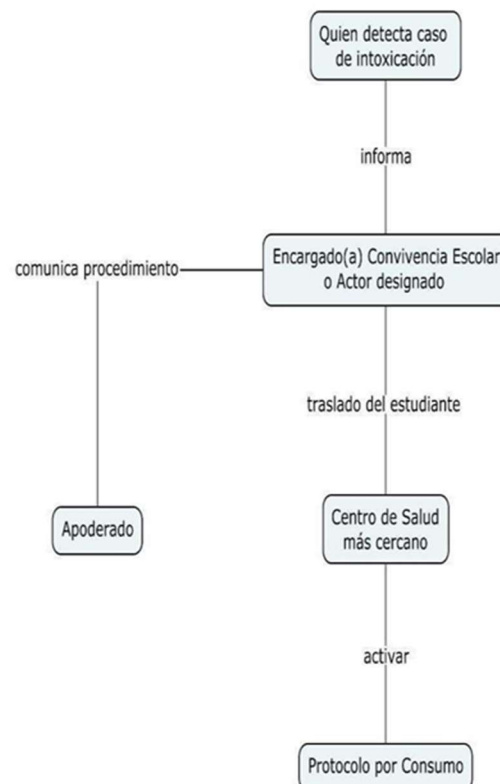 Quien detecta caso
de intoxicación
informa
Encargado(a) Convivencia Escolar
o Actor designado
comunica procedimiento
traslado del estudiante
Apoderado
Centro de Salud
más cercano
activar
Protocolo por Consumo